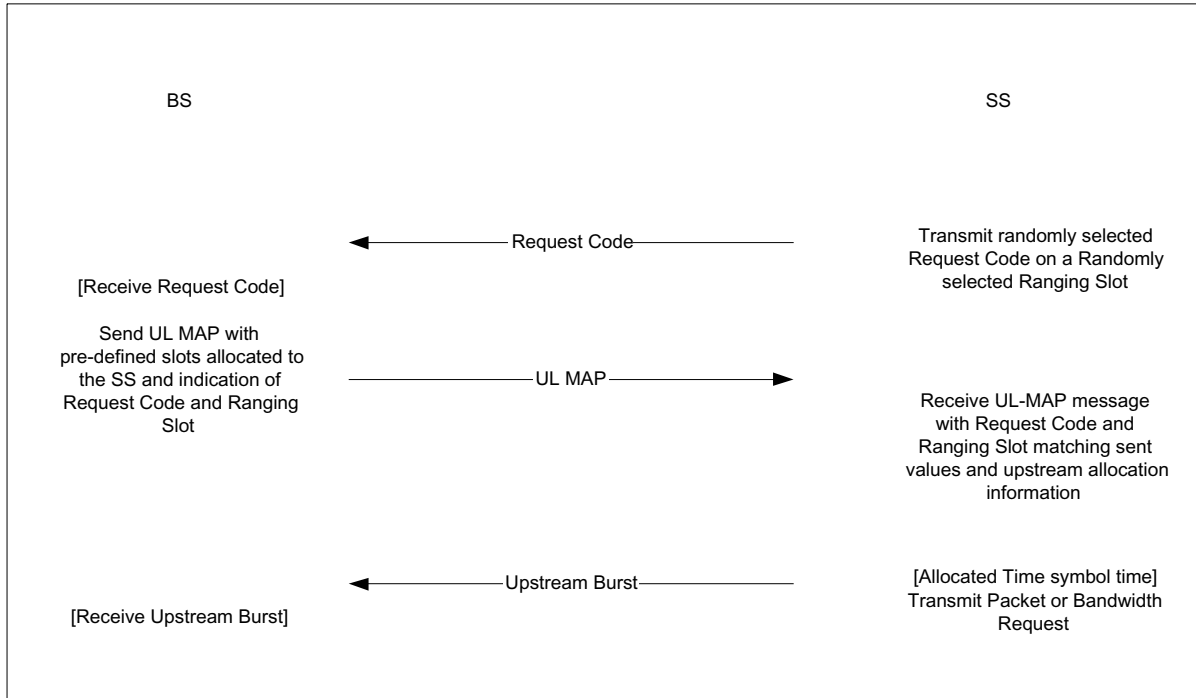 BS
SS
Request Code
Transmit randomly selected
Request Code on a Randomly
selected Ranging Slot
[Receive Request Code]
Send UL MAP with
pre-defined slots allocated to
the SS and indication of
Request Code and Ranging
Slot
UL MAP
Receive UL-MAP message
with Request Code and
Ranging Slot matching sent
values and upstream allocation
information
Upstream Burst
[Allocated Time symbol time]
Transmit Packet or Bandwidth
Request
[Receive Upstream Burst]